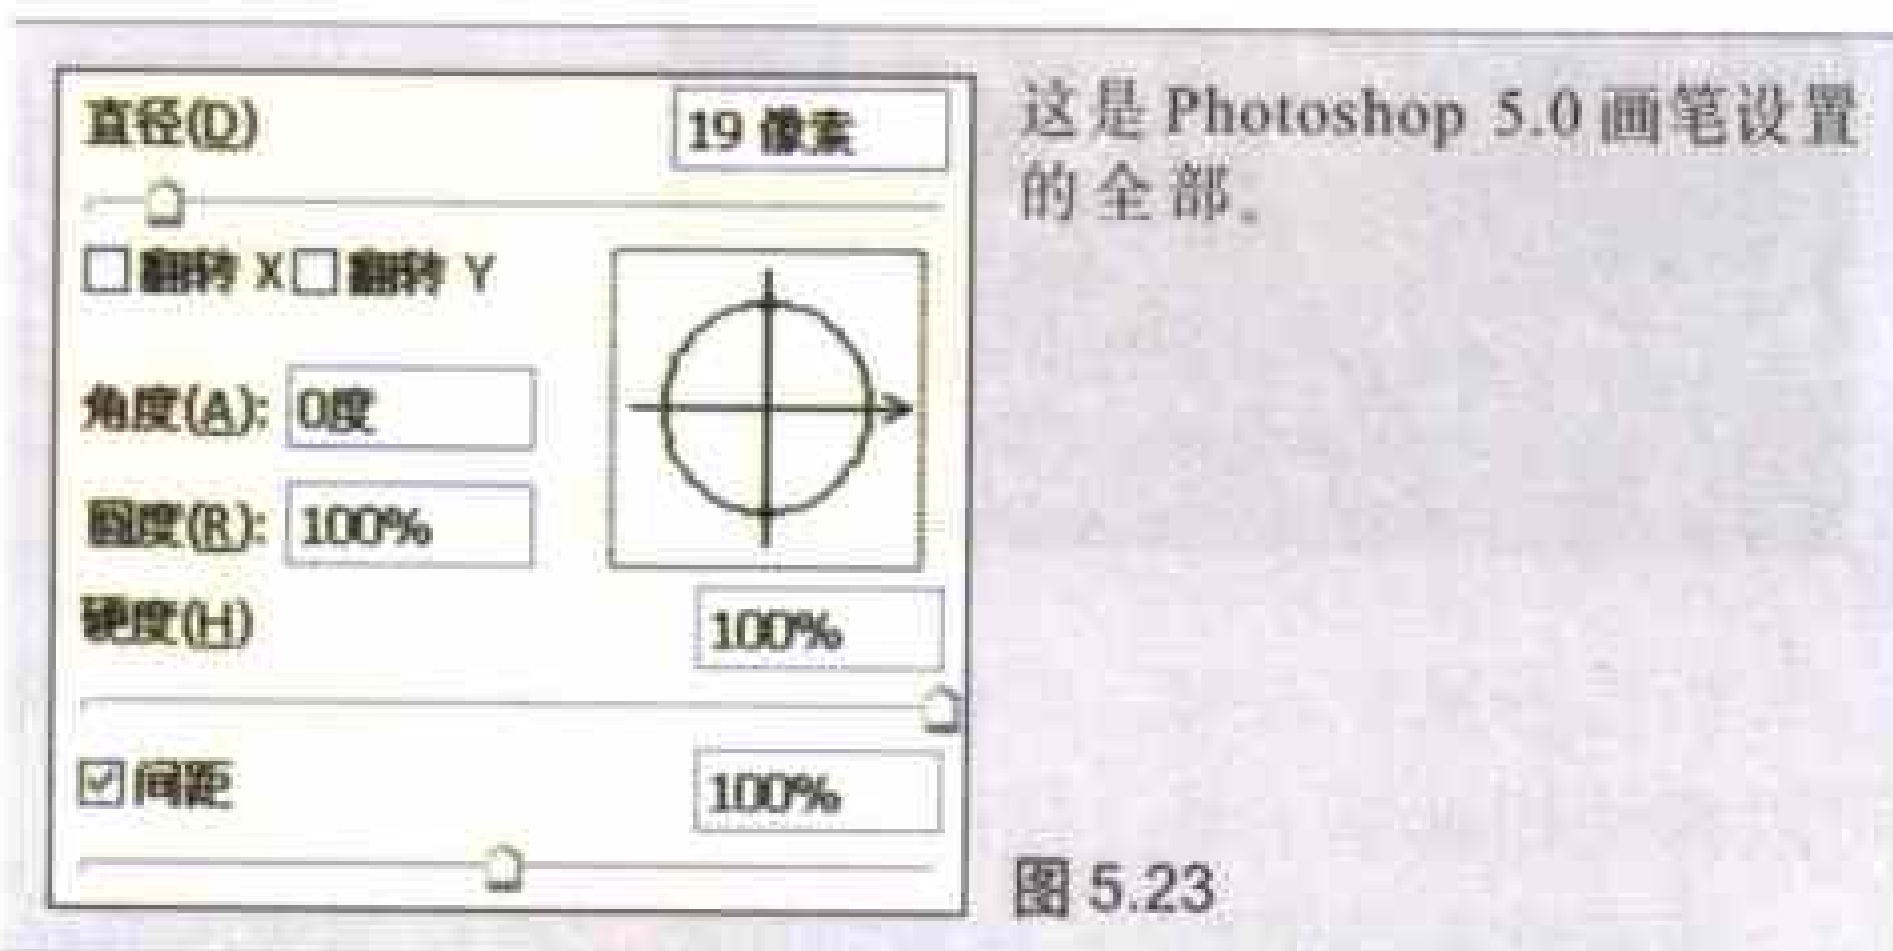 直径(D) 19 像素
翻转 X 翻转 Y
角度(A): 0度
圆度(R): 100%
硬度(H) 100%
间距 100%
这是 Photoshop 5.0 画笔设置
的全部。
图 5.23